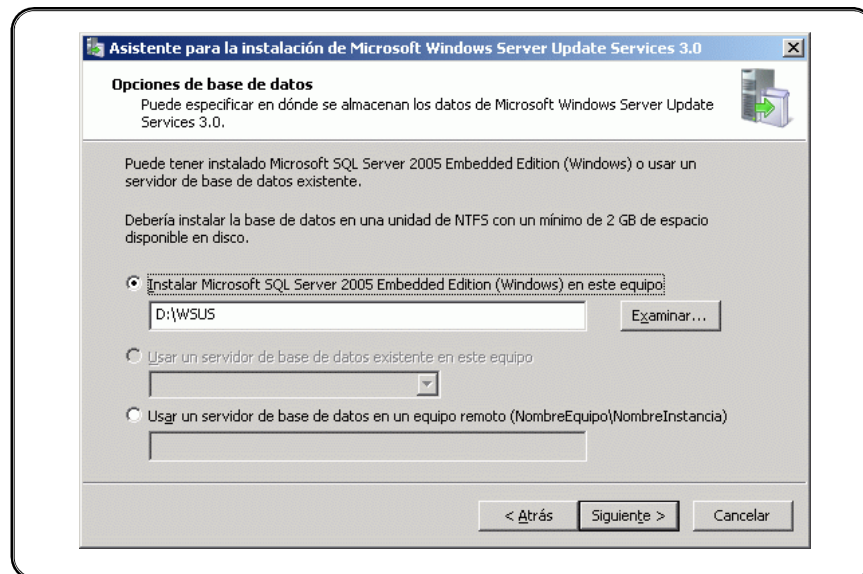 Asistente para la instalación de Microsoft Windows Server Update Services 3.0
Opciones de base de datos
Puede especificar en dónde se almacenan los datos de Microsoft Windows Server Update
Services 3.0.
Puede tener instalado Microsoft SQL Server 2005 Embedded Edition (Windows) o usar un
servidor de base de datos existente.
Debería instalar la base de datos en una unidad de NTFS con un mínimo de 2 GB de espacio
disponible en disco.
Instalar Microsoft SQL Server 2005 Embedded Edition (Windows) en este equipo
D:\WSUS
Examinar...
Usar un servidor de base de datos existente en este equipo
Usar un servidor de base de datos en un equipo remoto (NombreEquipo\NombreInstancia)
< Atrás
Siguiente >
Cancelar